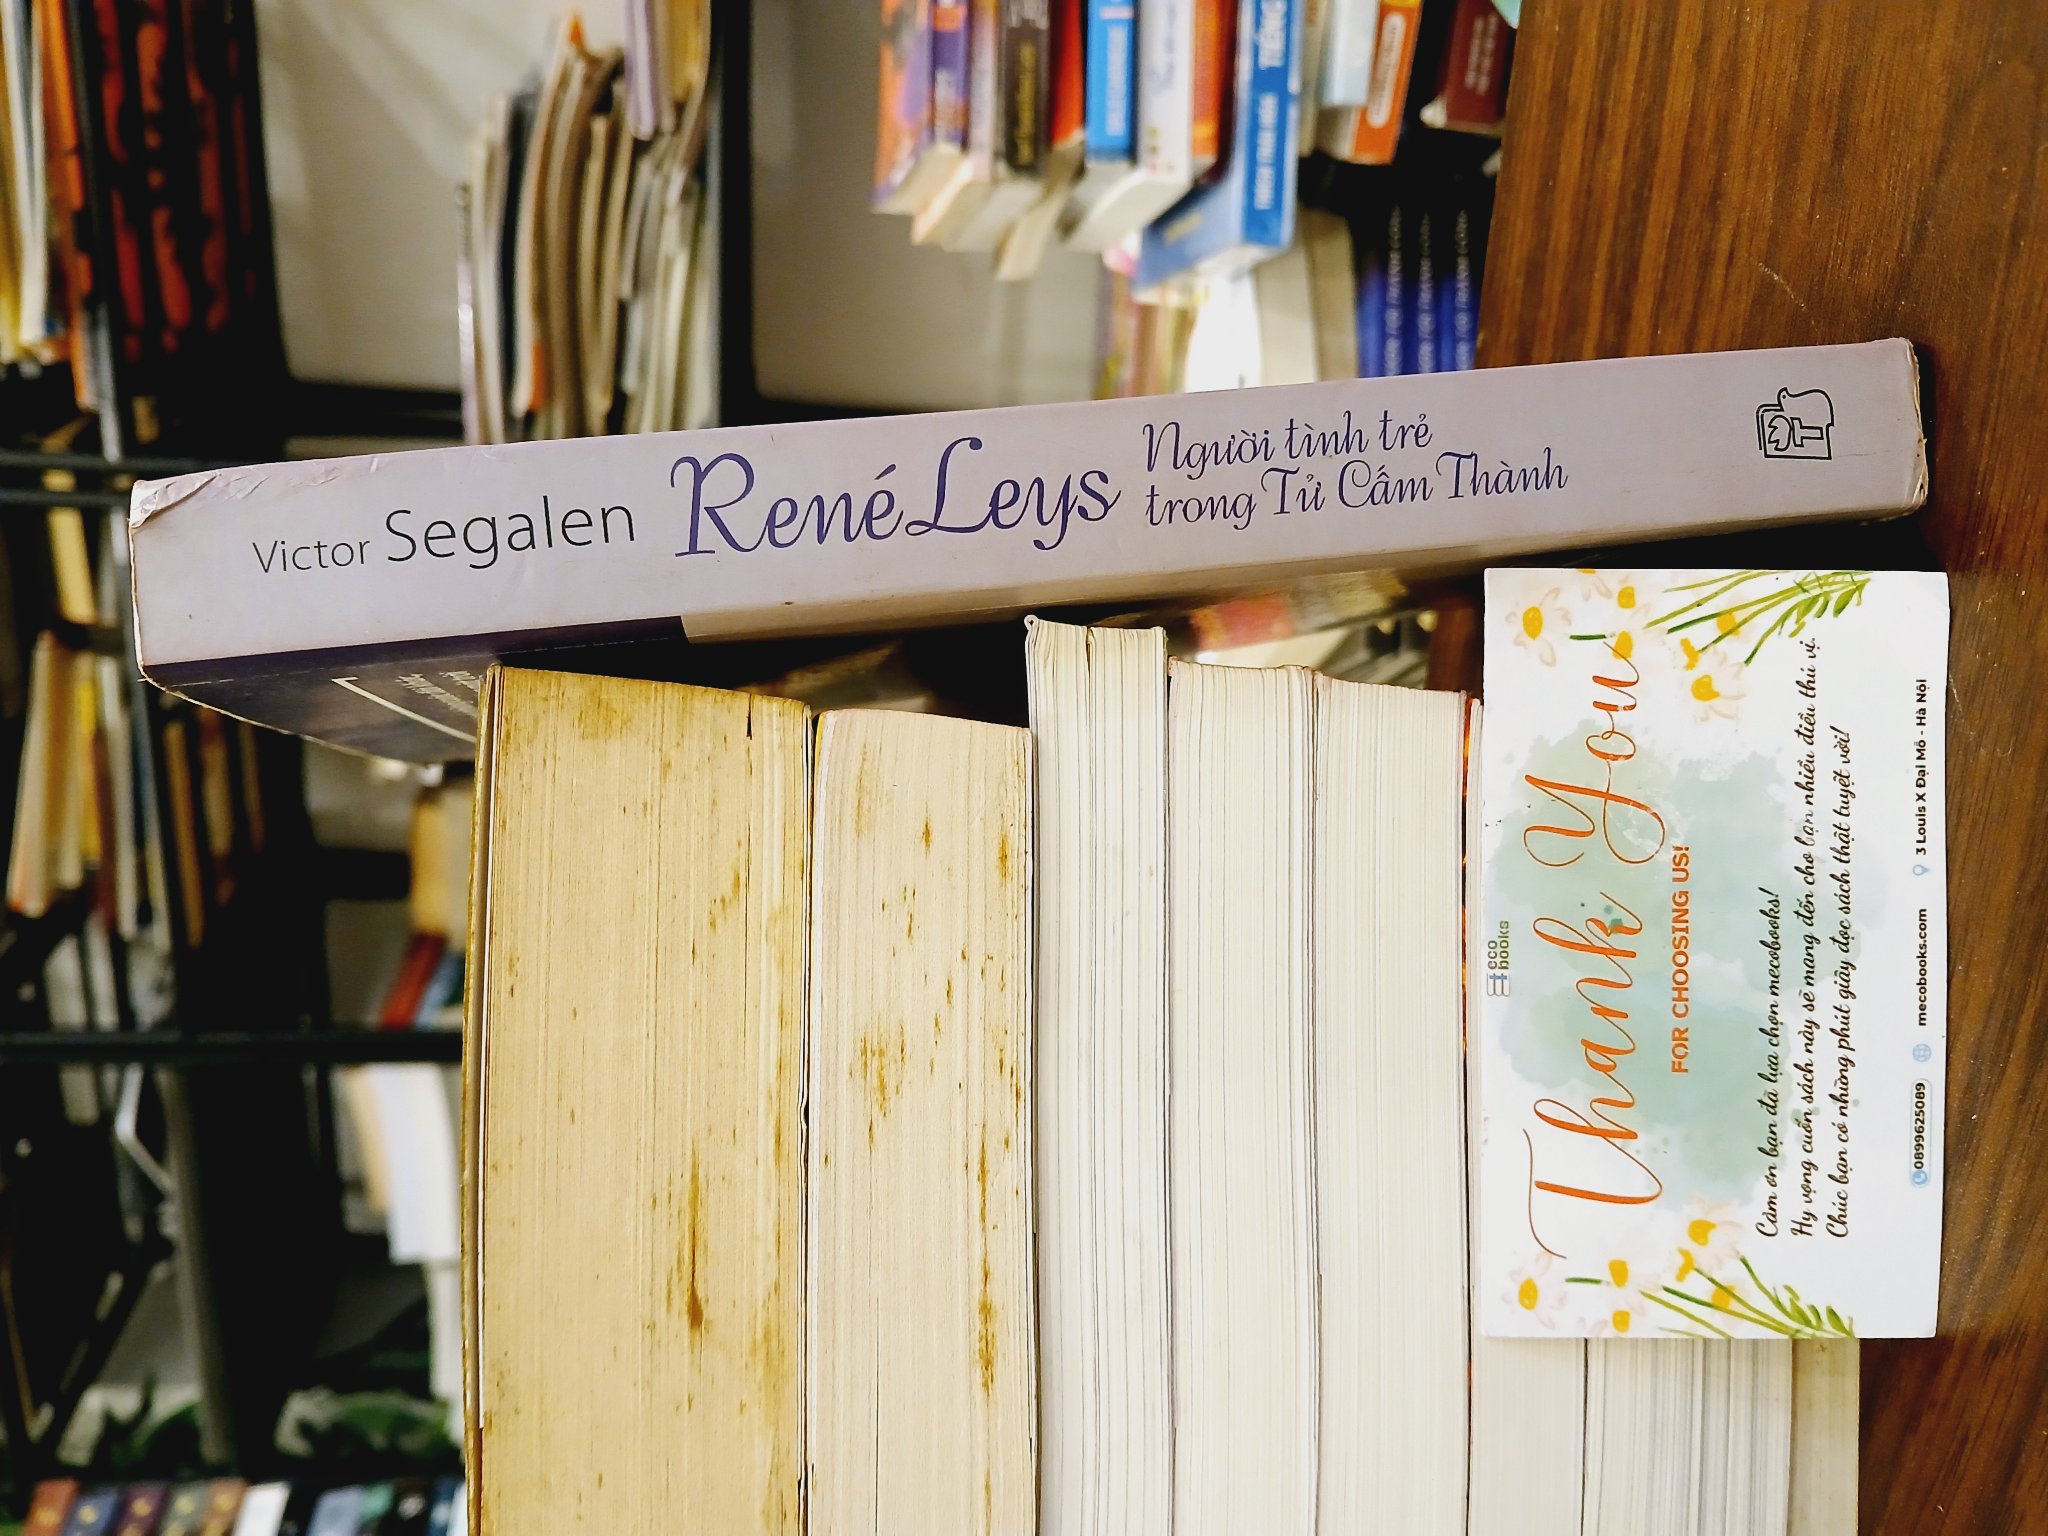 Victor Segalen
René Leys
Người tình trẻ
trong Tử Cấm Thành
eco
books
Thank You
FOR CHOOSING US!
Cảm ơn bạn đã lựa chọn mecobooks!
Hy vọng cuốn sách này sẽ mang đến cho bạn nhiều điều thú vị.
Chúc bạn có những phút giây đọc sách thật tuyệt vời!
0899625089 mecobooks.com 3 Louis X Đại Mỗ - Hà Nội
TIẾNG